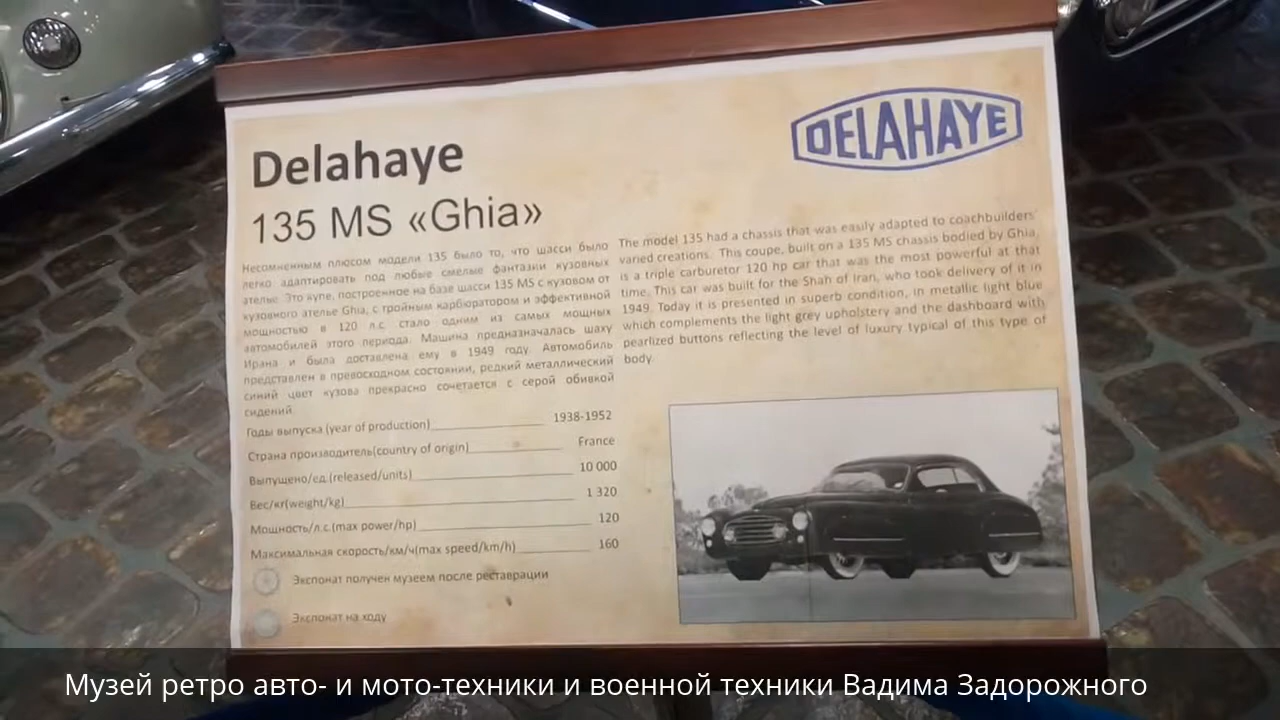 DELAHAYE
Delahaye
135 MS «Ghia»
Несомненным плюсом модели 135 было то, что шасси было
легко адаптировать под любые смелые фантазии кузовных
ателье. Это купе, построенное на базе шасси 135 MS с кузовом от
кузовного ателье Ghia, с тройным карбюратором и эффективной
мощностью в 120 л.с. стало одним из самых мощных
автомобилей этого периода. Машина предназначалась шаху
Ирана и была доставлена ему в 1949 году. Автомобиль
представлен в превосходном состоянии, редкий металлический
синий цвет кузова прекрасно сочетается с серой обивкой
сидений.
The model 135 had a chassis that was easily adapted to coachbuilders'
varied creations. This coupe, built on a 135 MS chassis bodied by Ghia,
is a triple carburetor 120 hp car that was the most powerful at that
time. This car was built for the Shah of Iran, who took delivery of it in
1949. Today it is presented in superb condition, in metallic light blue
which complements the light grey upholstery and the dashboard with
pearlized buttons reflecting the level of luxury typical of this type of
body.
Годы выпуска (year of production) 1938-1952
Страна производитель(country of origin) France
Выпущено/ед.(released/units) 10 000
Вес/кг(weight/kg) 1 320
Мощность/л.с.(max power/hp) 120
Максимальная скорость/км/ч(max speed/km/h) 160
Экспонат получен музеем после реставрации
Экспонат на ходу
Музей ретро авто- и мото-техники и военной техники Вадима Задорожного